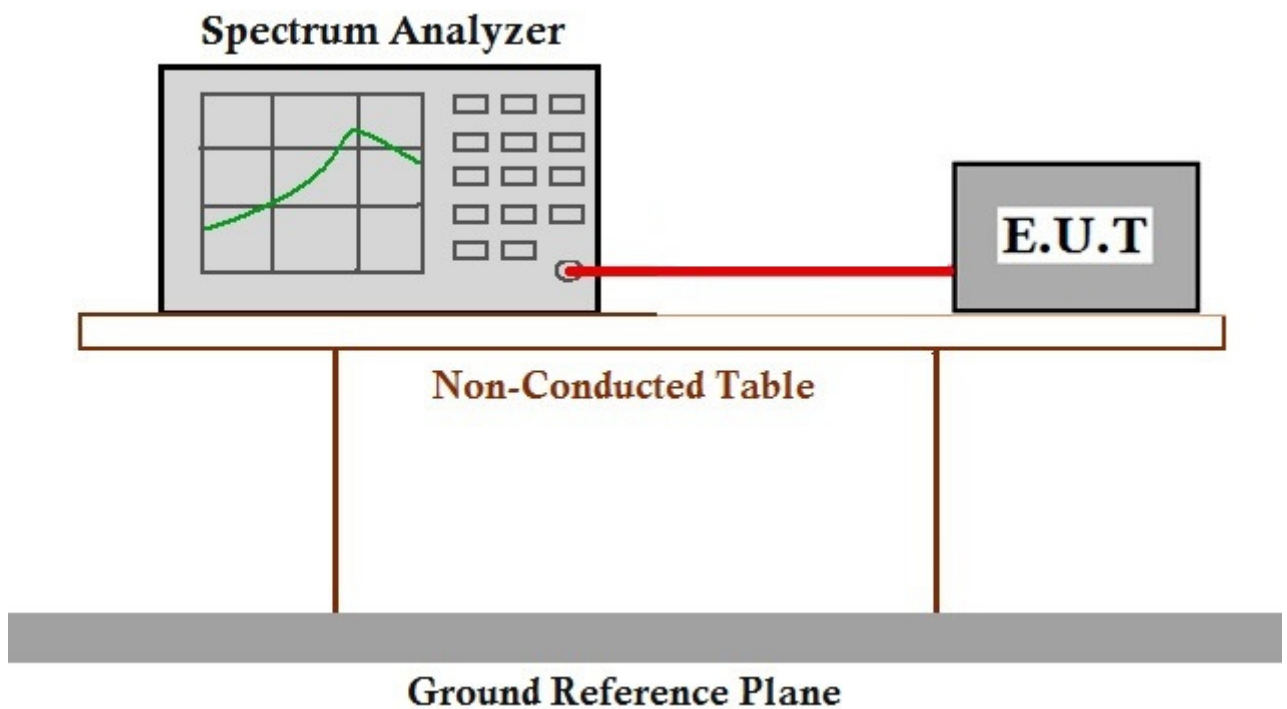 Spectrum Analyzer
E.U.T
Non-Conducted Table
Ground Reference Plane